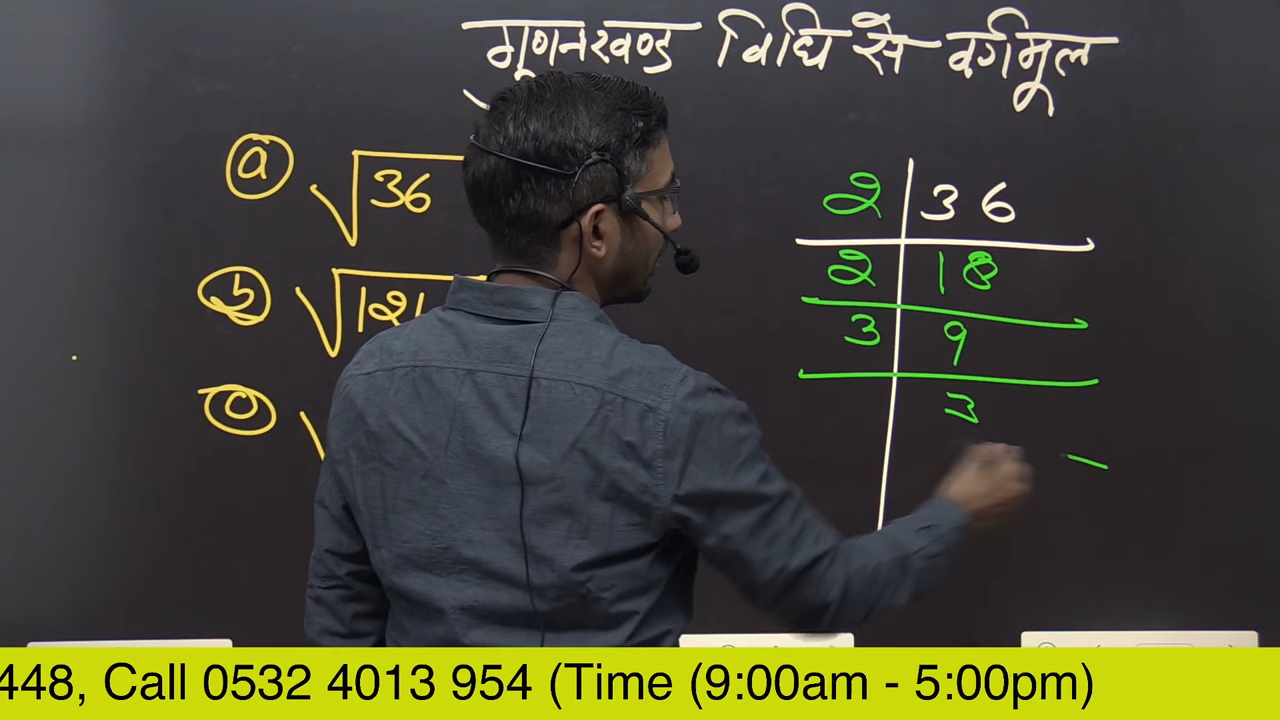 गुणनखण्ड विधि से वर्गमूल
ⓐ √36
ⓑ √121
ⓒ √
2 | 36
2 | 18
3 | 9
3
448, Call 0532 4013 954 (Time (9:00am - 5:00pm)